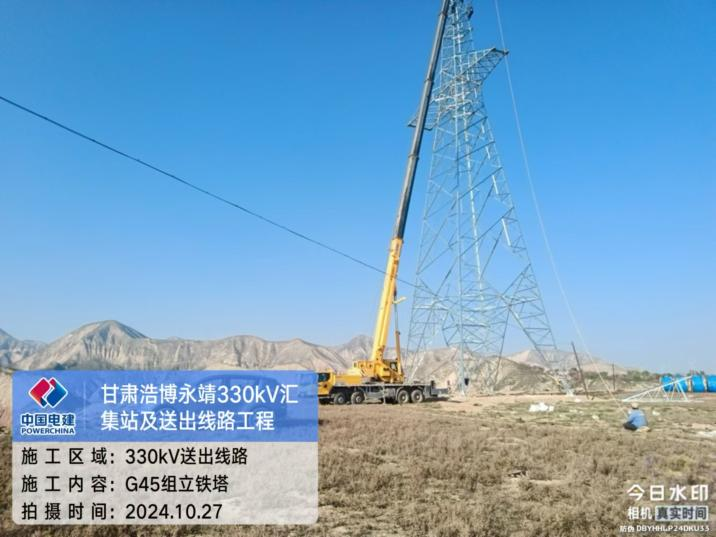 中国电建
POWERCHINA
甘肃浩博永靖330kV汇
集站及送出线路工程
施工区域：330kV送出线路
施工内容：G45组立铁塔
拍摄时间：2024.10.27
今日水印
相机 真实时间
防伪 DBYHHLP24DKU33